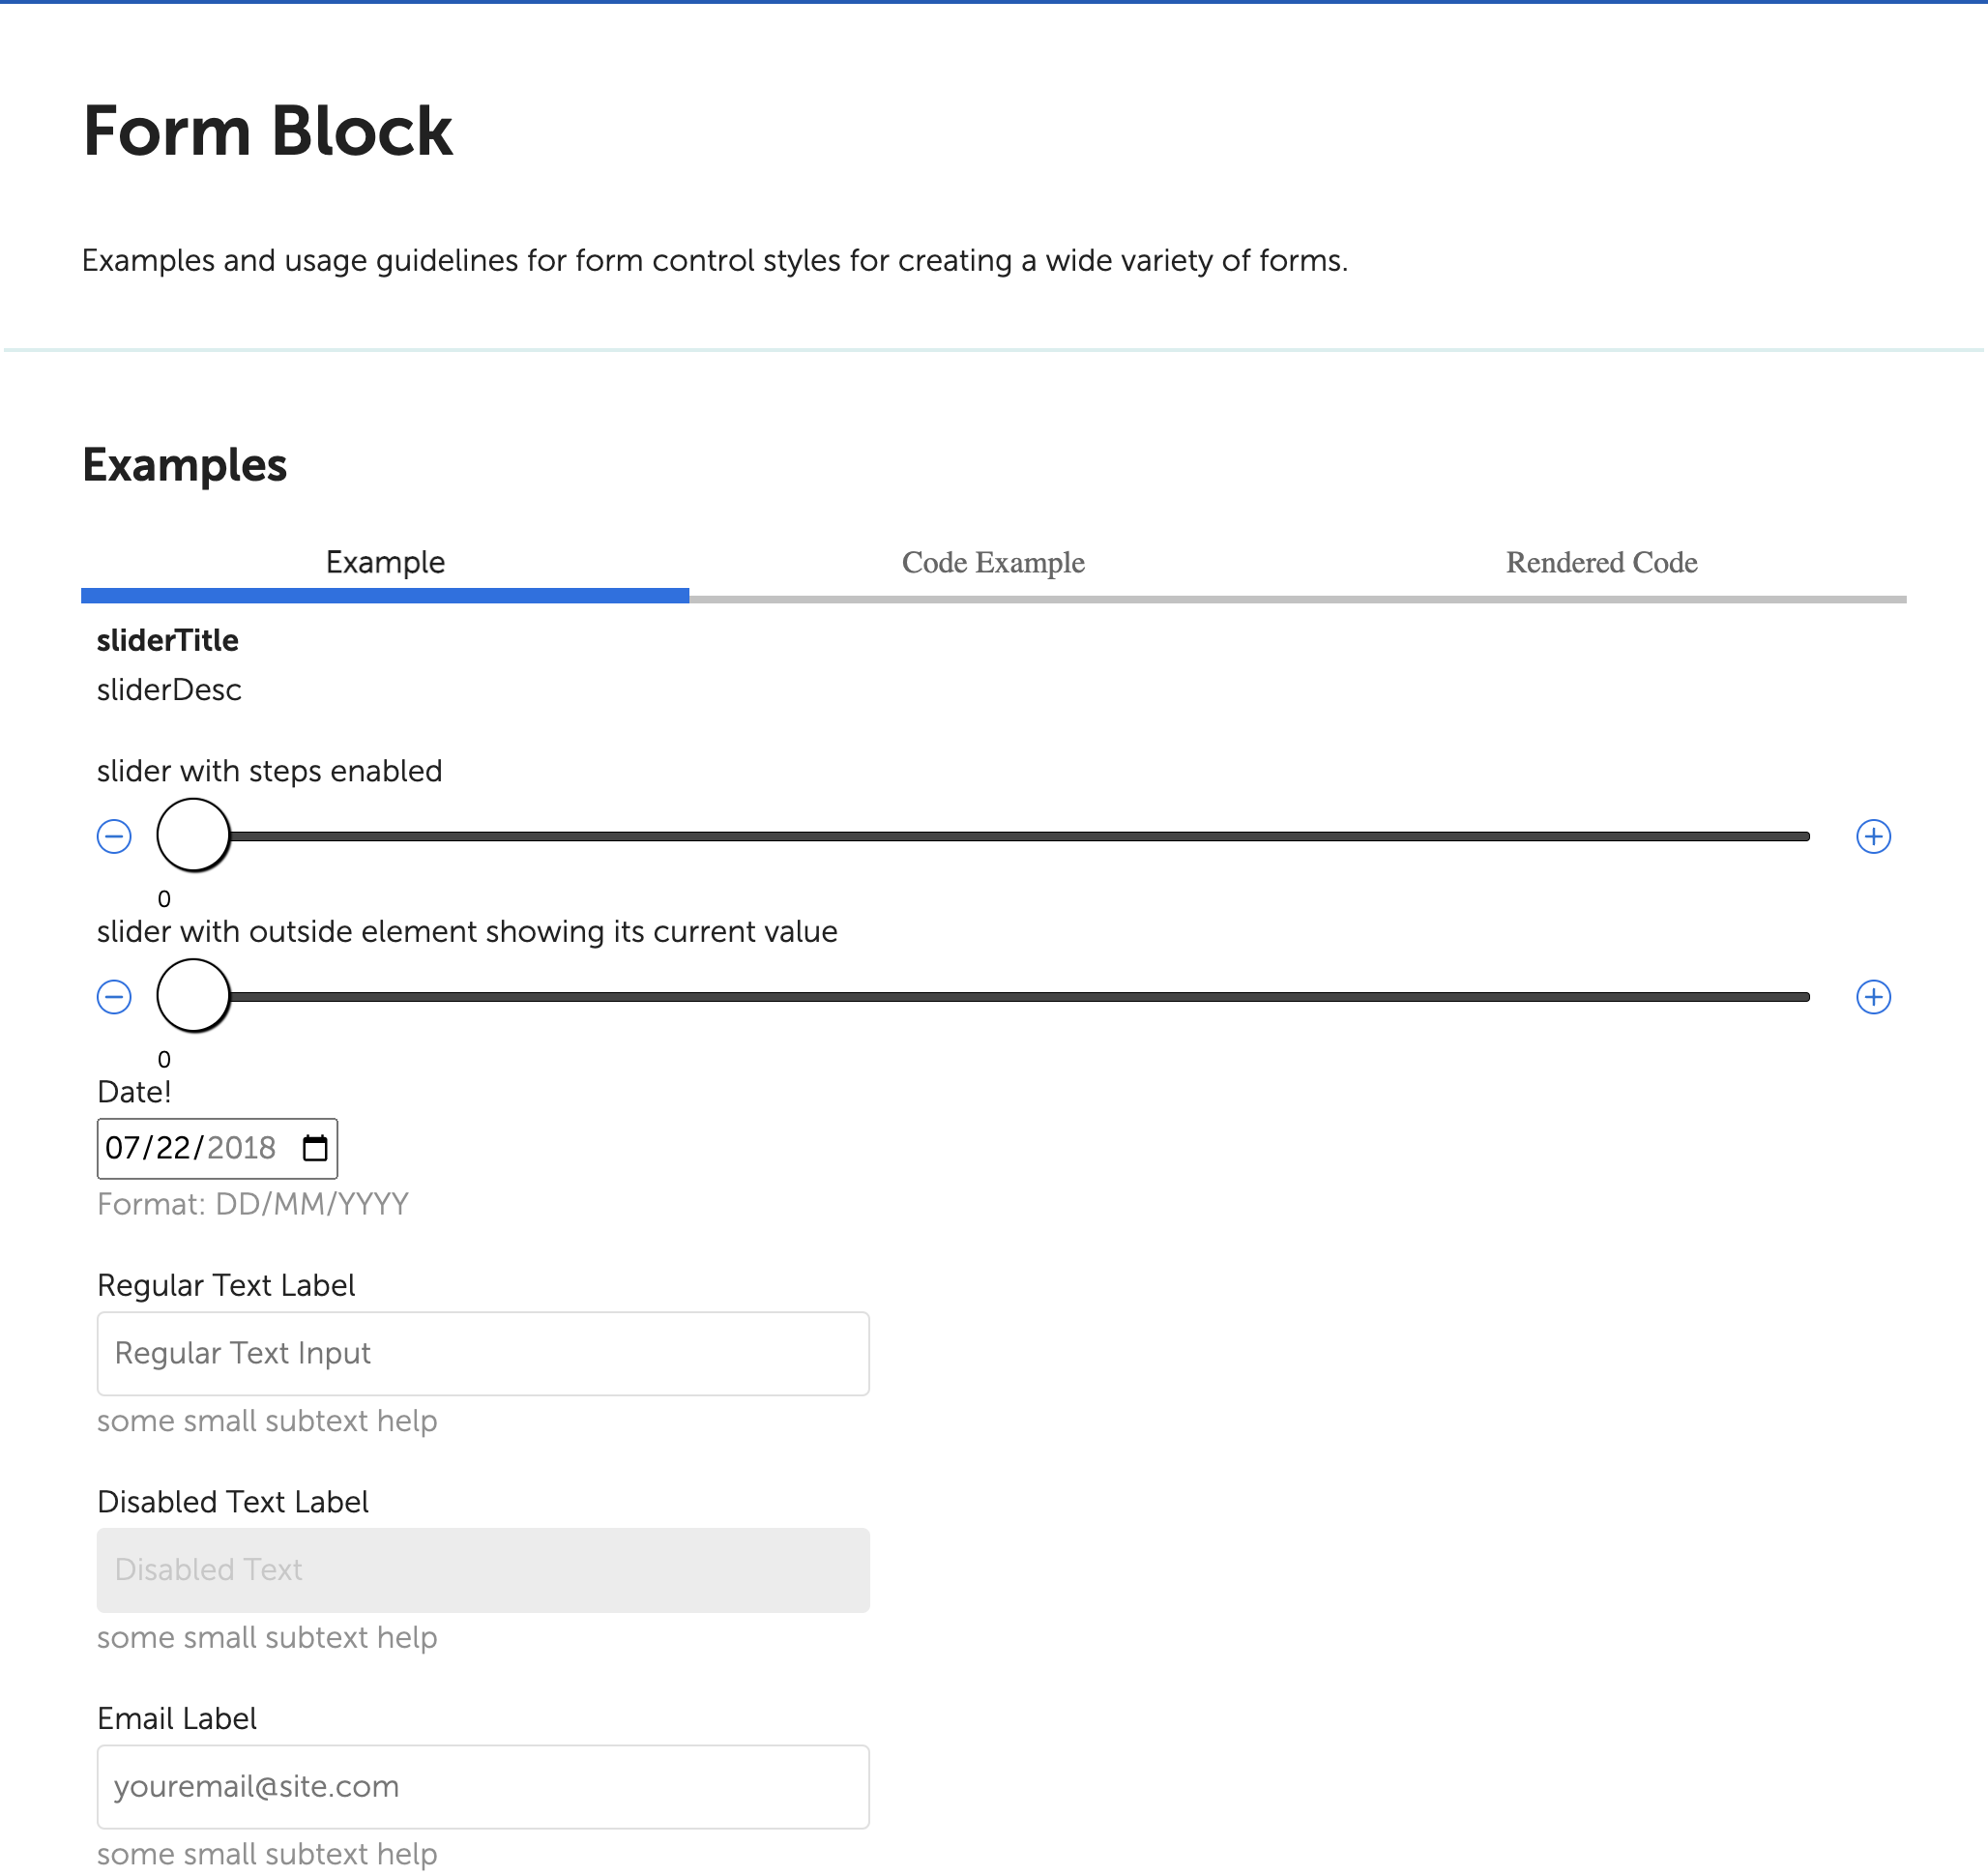 Form Block
Examples and usage guidelines for form control styles for creating a wide variety of forms.
Examples
Example Code Example Rendered Code
sliderTitle
sliderDesc
slider with steps enabled
0
slider with outside element showing its current value
0
Date!
07/22/2018
Format: DD/MM/YYYY
Regular Text Label
Regular Text Input
some small subtext help
Disabled Text Label
Disabled Text
some small subtext help
Email Label
youremail@site.com
some small subtext help